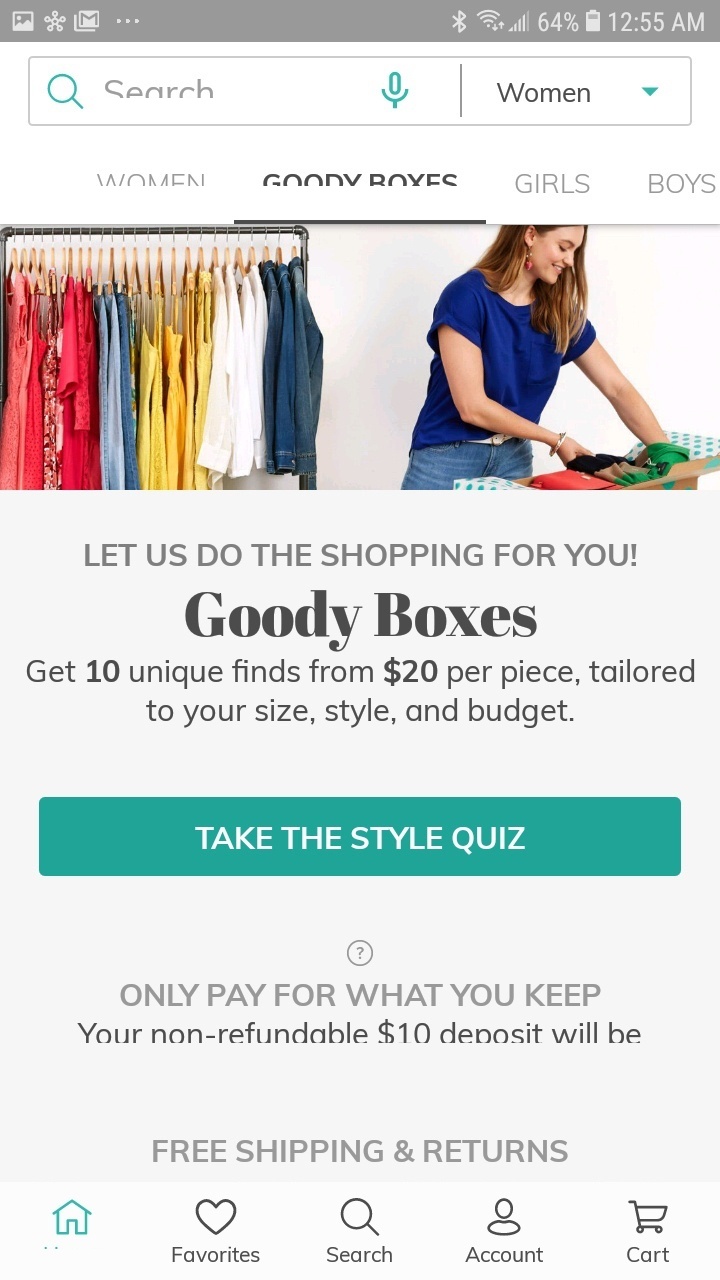 64% 12:55 AM
Search Women
WOMEN GOODY BOXES GIRLS BOYS
LET US DO THE SHOPPING FOR YOU!
Goody Boxes
Get 10 unique finds from $20 per piece, tailored
to your size, style, and budget.
TAKE THE STYLE QUIZ
?
ONLY PAY FOR WHAT YOU KEEP
Your non-refundable $10 deposit will be
FREE SHIPPING & RETURNS
Favorites Search Account Cart